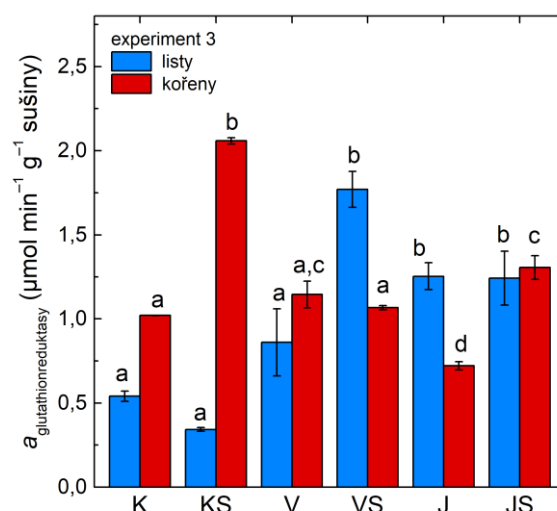 experiment 3
listy
kořeny
a glutathionreduktasy (µmol min⁻¹ g⁻¹ sušiny)
2,5
2,0
1,5
1,0
0,5
0,0
a
a
a
b
a
a,c
b
a
b
d
b
c
K KS V VS J JS